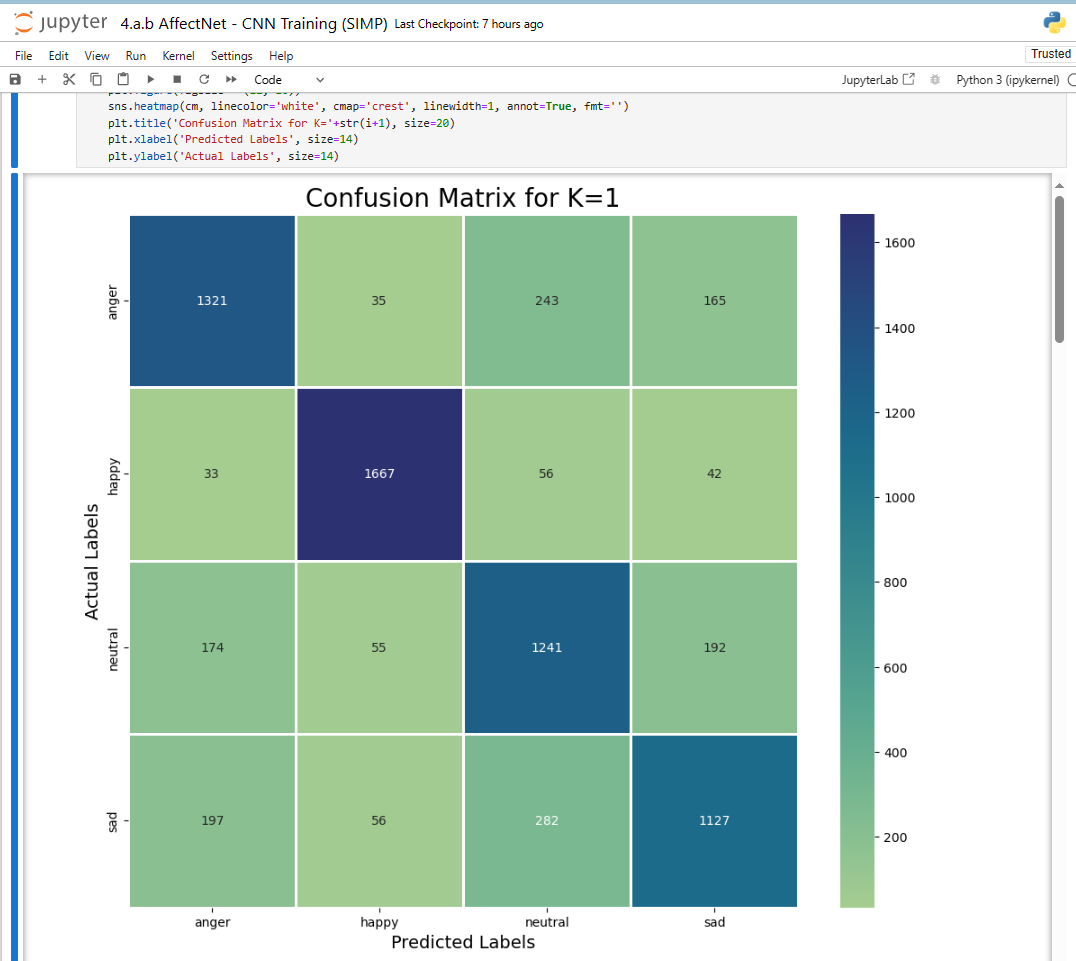 jupyter 4.a.b AffectNet - CNN Training (SIMP) Last Checkpoint: 7 hours ago
File Edit View Run Kernel Settings Help Trusted
Code JupyterLab Python 3 (ipykernel)
sns.heatmap(cm, linecolor='white', cmap='crest', linewidth=1, annot=True, fmt='')
plt.title('Confusion Matrix for K='+str(i+1), size=20)
plt.xlabel('Predicted Labels', size=14)
plt.ylabel('Actual Labels', size=14)
Confusion Matrix for K=1
Actual Labels
anger 1321 35 243 165
happy 33 1667 56 42
neutral 174 55 1241 192
sad 197 56 282 1127
anger happy neutral sad
Predicted Labels
1600
1400
1200
1000
800
600
400
200